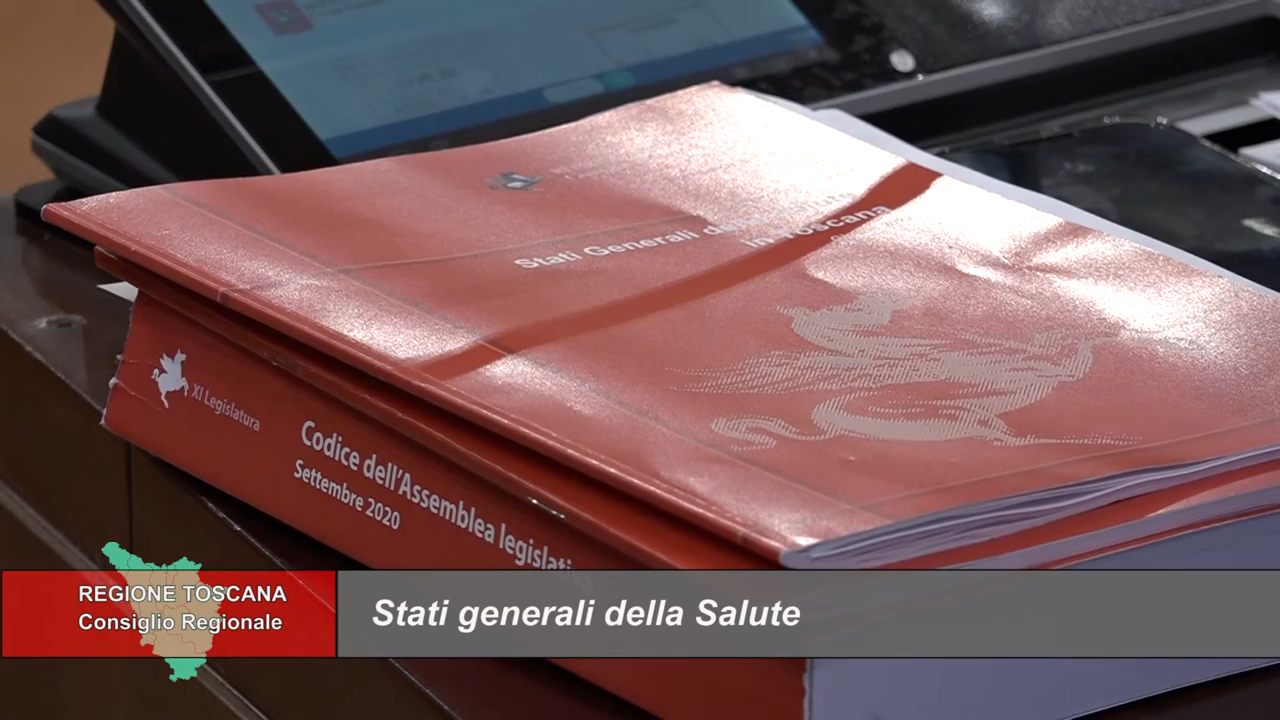 Stati Generali
in Toscana
XI Legislatura
Codice dell'Assemblea
Settembre 2020
REGIONE TOSCANA
Consiglio Regionale
Stati generali della Salute